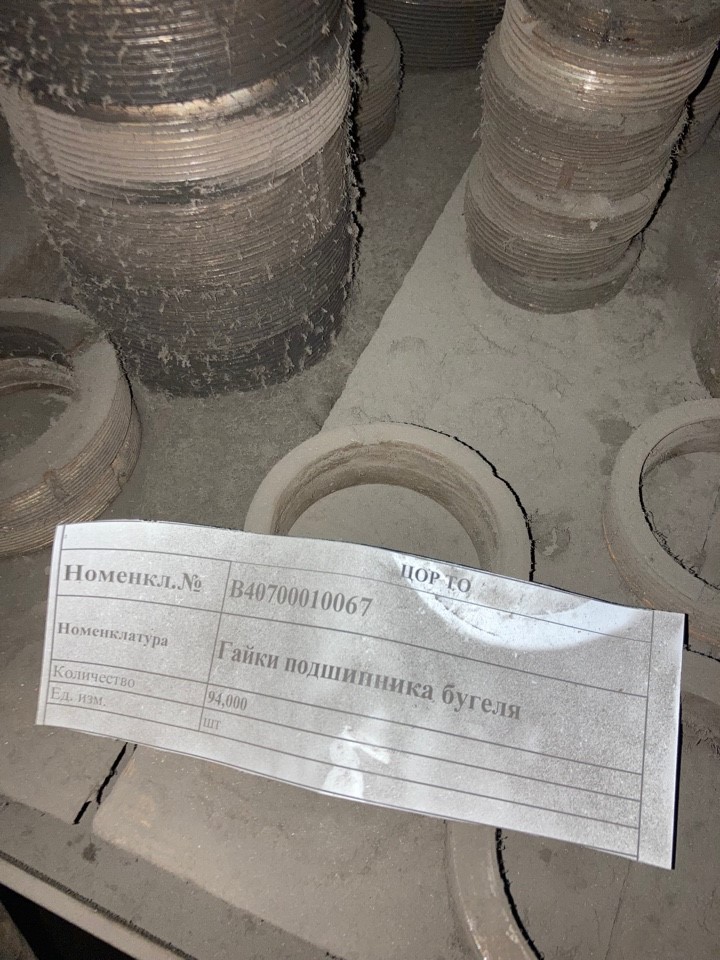 ЦОР ТО
Номенкл.№ В40700010067
Номенклатура Гайки подшипника бугеля
Количество 94,000
Ед. изм. шт